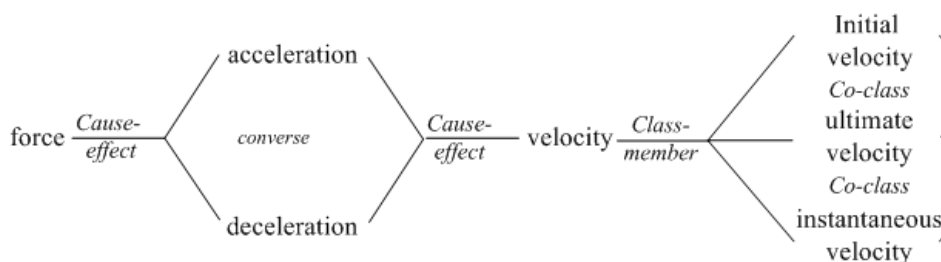 Initial
velocity
acceleration
Co-class
force
Cause-
effect
converse
Cause-
effect
velocity
Class-
member
ultimate
velocity
Co-class
deceleration
instantaneous
velocity